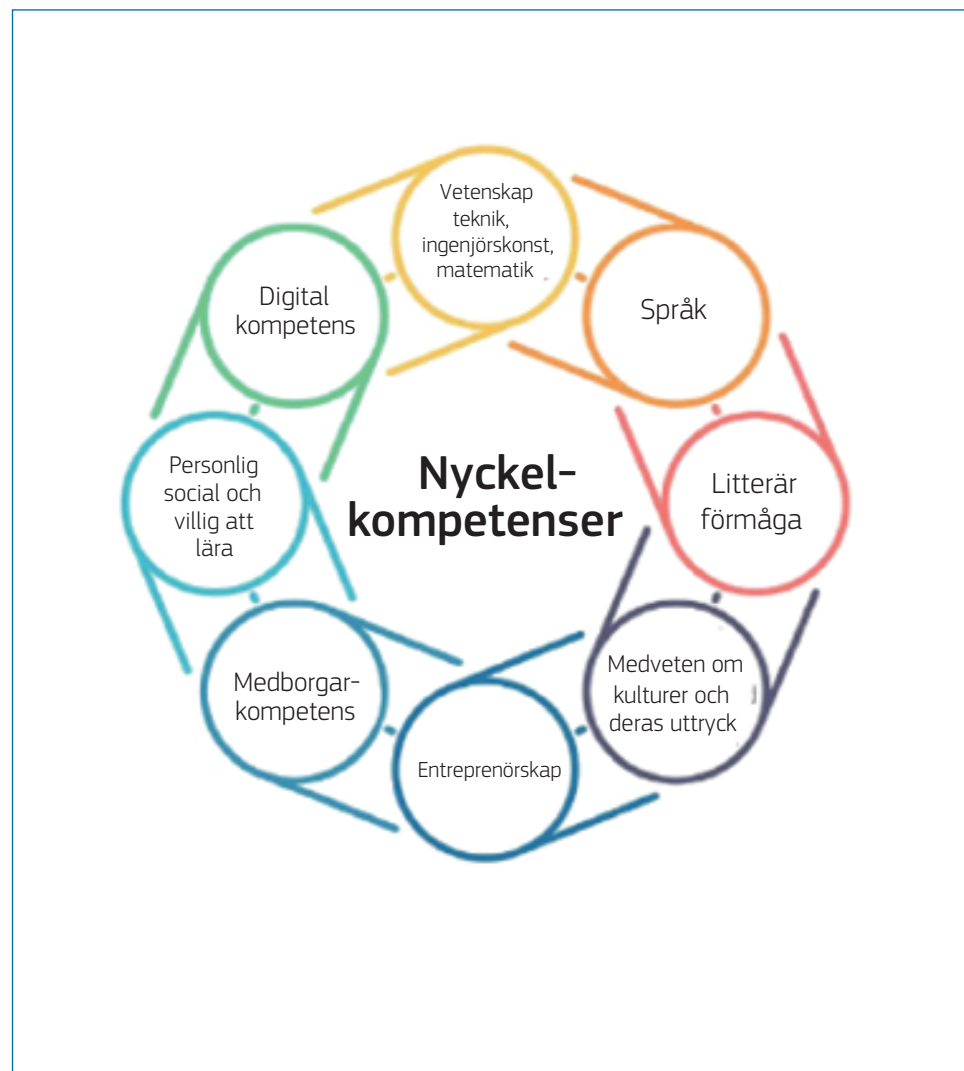 Vetenskap
teknik,
ingenjörskonst,
matematik
Språk
Litterär
förmåga
Medveten om
kulturer och
deras uttryck
Entreprenörskap
Medborgar-
kompetens
Personlig
social och
villig att
lära
Digital
kompetens
Nyckel-
kompetenser